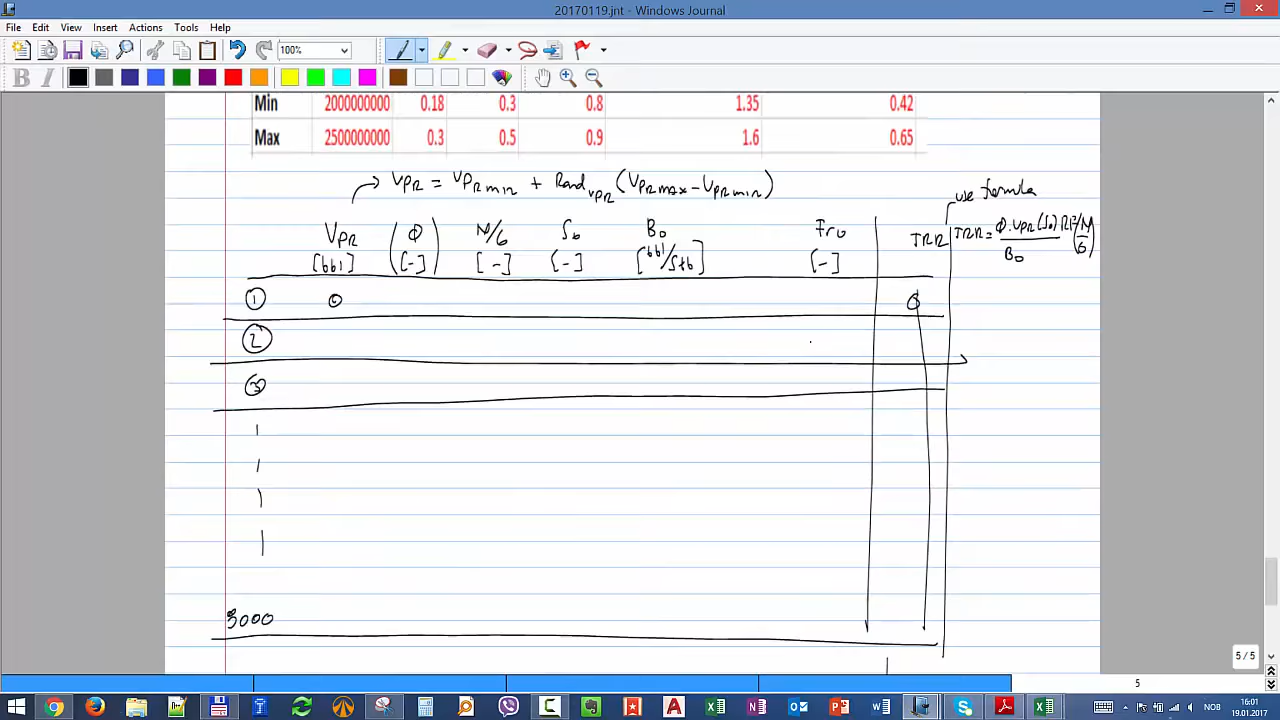 20170119.jnt - Windows Journal
File Edit View Insert Actions Tools Help
100%
B I
Min 2000000000 0.18 0.3 0.8 1.35 0.42
Max 2500000000 0.3 0.5 0.9 1.6 0.65
VPR = VPRmin + Rand VPR (VPRmax - VPRmin)
use formula
VPR ϕ N/G So Bo Fro TRR TRR =
[bbl] [-] [-] [-] [bbl/stb] [-]
1
2
3
3000
5 / 5
5
NOB
16:01
19.01.2017